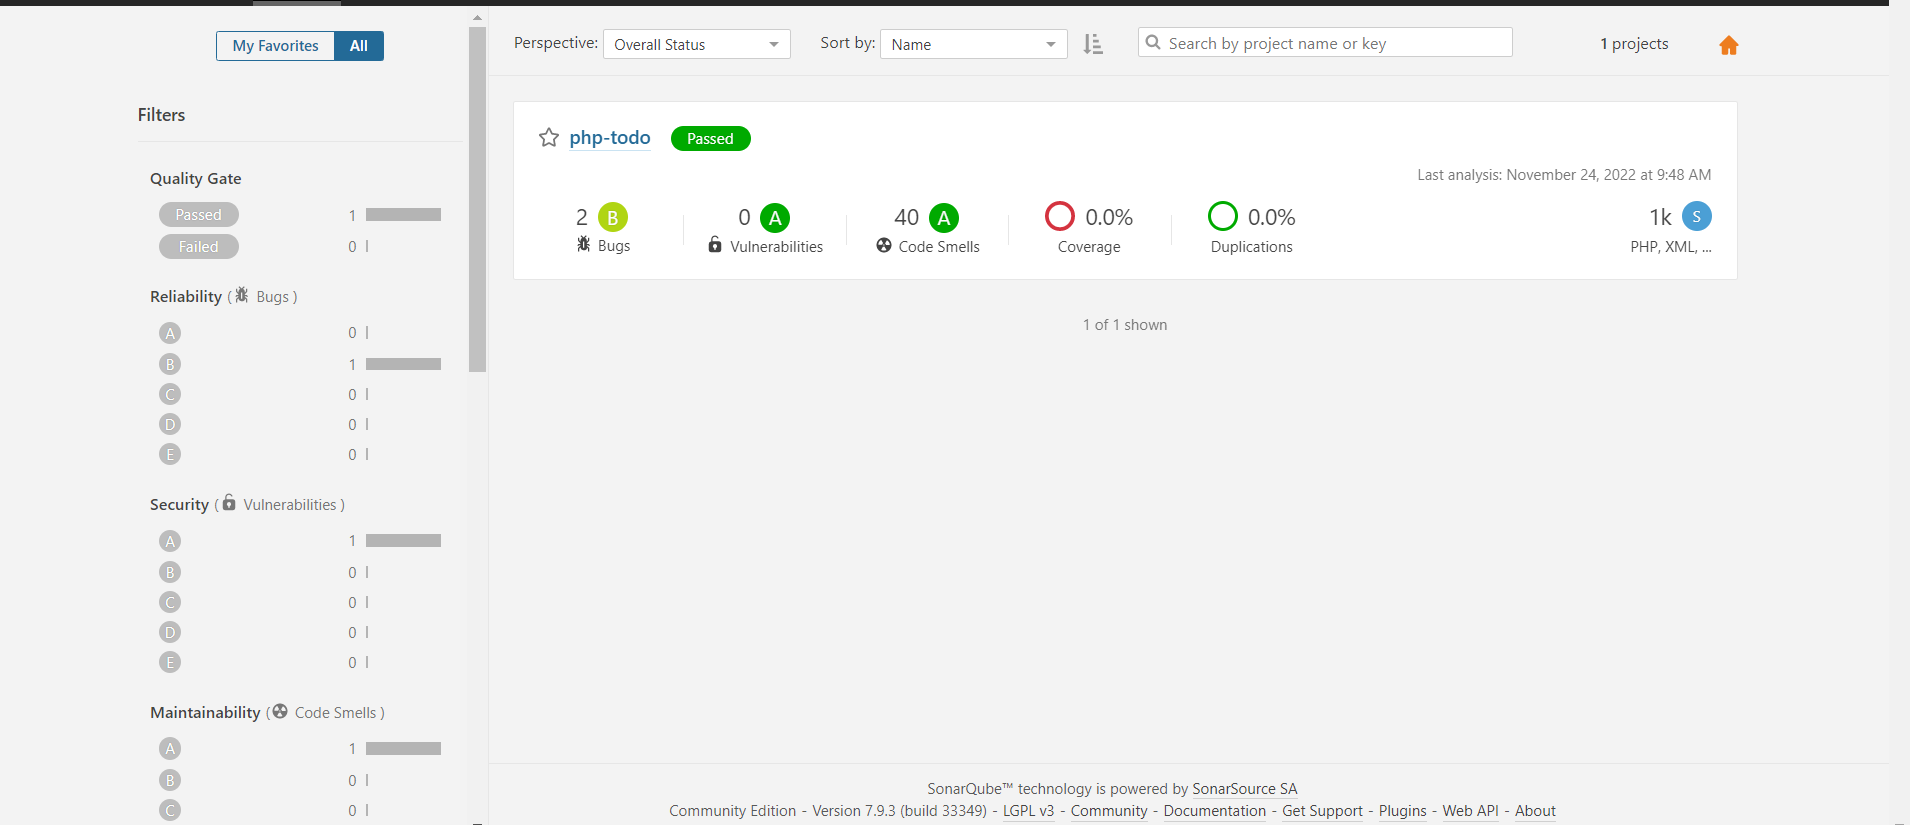 My Favorites All
Filters
Quality Gate
Passed 1
Failed 0
Reliability ( Bugs )
A 0
B 1
C 0
D 0
E 0
Security ( Vulnerabilities )
A 1
B 0
C 0
D 0
E 0
Maintainability ( Code Smells )
A 1
B 0
C 0
Perspective: Overall Status Sort by: Name Search by project name or key 1 projects
php-todo Passed
Last analysis: November 24, 2022 at 9:48 AM
2 B 0 A 40 A 0.0% 0.0% 1k S
Bugs Vulnerabilities Code Smells Coverage Duplications PHP, XML, ...
1 of 1 shown
SonarQube™ technology is powered by SonarSource SA
Community Edition - Version 7.9.3 (build 33349) - LGPL v3 - Community - Documentation - Get Support - Plugins - Web API - About